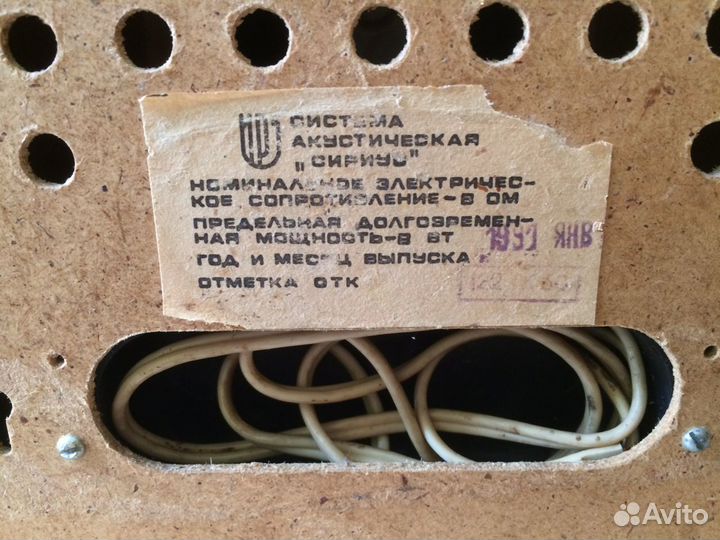 СИСТЕМА
АКУСТИЧЕСКАЯ
„СИРИУС"
НОМИНАЛЬНОЕ ЭЛЕКТРИЧЕС-
КОЕ СОПРОТИВЛЕНИЕ-8 ОМ
ПРЕДЕЛЬНАЯ ДОЛГОВРЕМЕН-
НАЯ МОЩНОСТЬ-8 ВТ
ГОД И МЕСЯЦ ВЫПУСКА ЯНВ
ОТМЕТКА ОТК
Avito